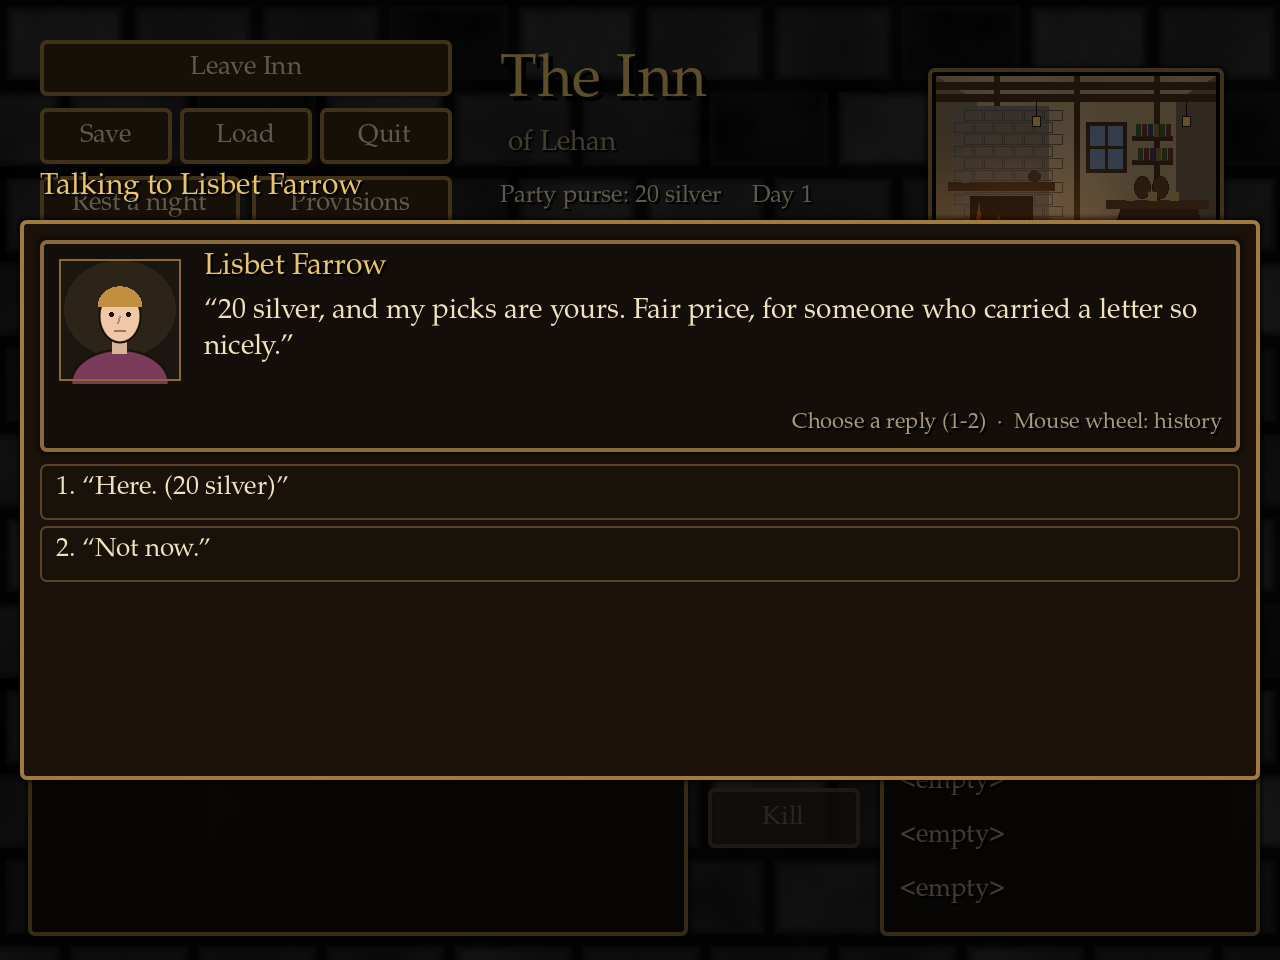 Leave Inn
The Inn
Save
Load
Quit
of Lehan
Talking to Lisbet Farrow
Rest a night
Provisions
Party purse: 20 silver
Day 1
Lisbet Farrow
“20 silver, and my picks are yours. Fair price, for someone who carried a letter so
nicely.”
Choose a reply (1-2) · Mouse wheel: history
1. “Here. (20 silver)”
2. “Not now.”
<empty>
Kill
<empty>
<empty>